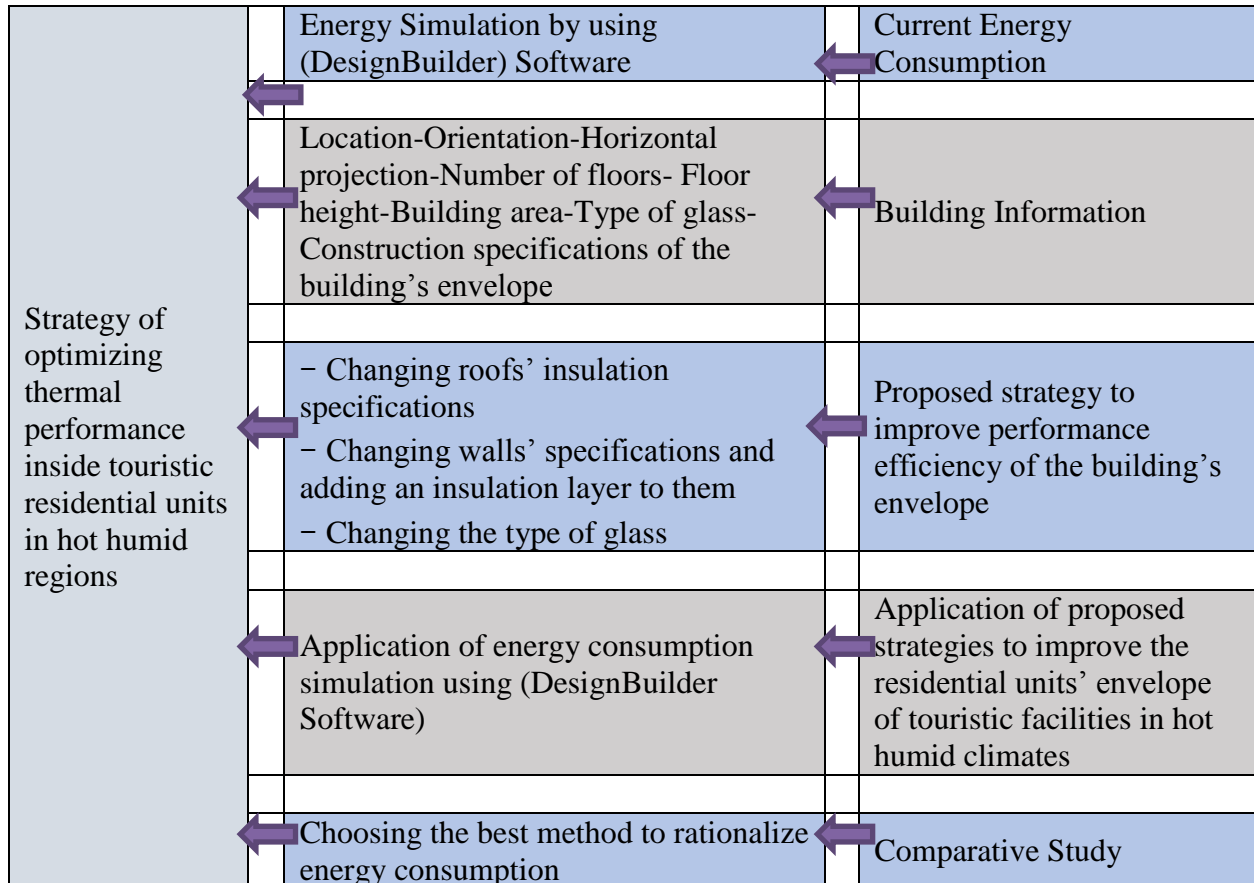 Energy Simulation by using
(DesignBuilder) Software
Current Energy
Consumption
Location-Orientation-Horizontal
projection-Number of floors- Floor
height-Building area-Type of glass-
Construction specifications of the
building’s envelope
Building Information
Strategy of
optimizing
thermal
performance
inside touristic
residential units
in hot humid
regions
− Changing roofs’ insulation
specifications
− Changing walls’ specifications and
adding an insulation layer to them
− Changing the type of glass
Proposed strategy to
improve performance
efficiency of the building’s
envelope
Application of energy consumption
simulation using (DesignBuilder
Software)
Application of proposed
strategies to improve the
residential units’ envelope
of touristic facilities in hot
humid climates
Choosing the best method to rationalize
energy consumption
Comparative Study